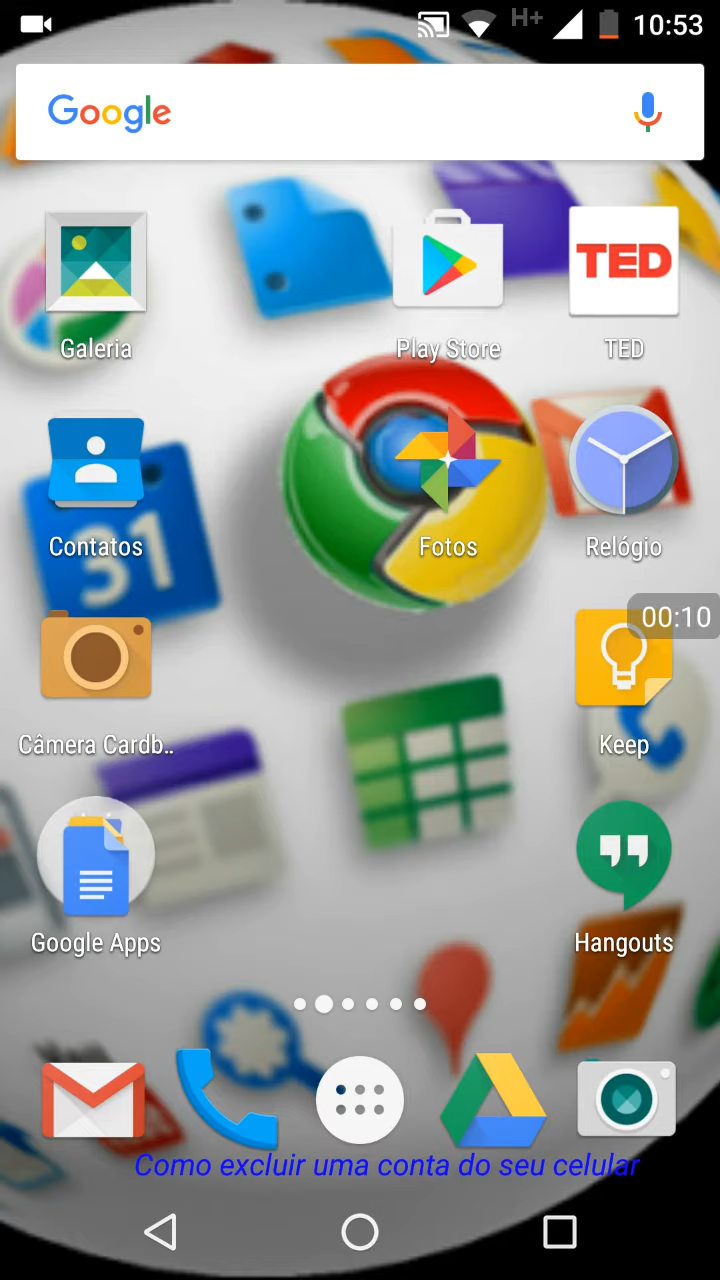 H+ 10:53
Google
Galeria Play Store TED
TED
Contatos Fotos Relógio
31
00:10
Câmera Cardb.. Keep
Google Apps Hangouts
Como excluir uma conta do seu celular